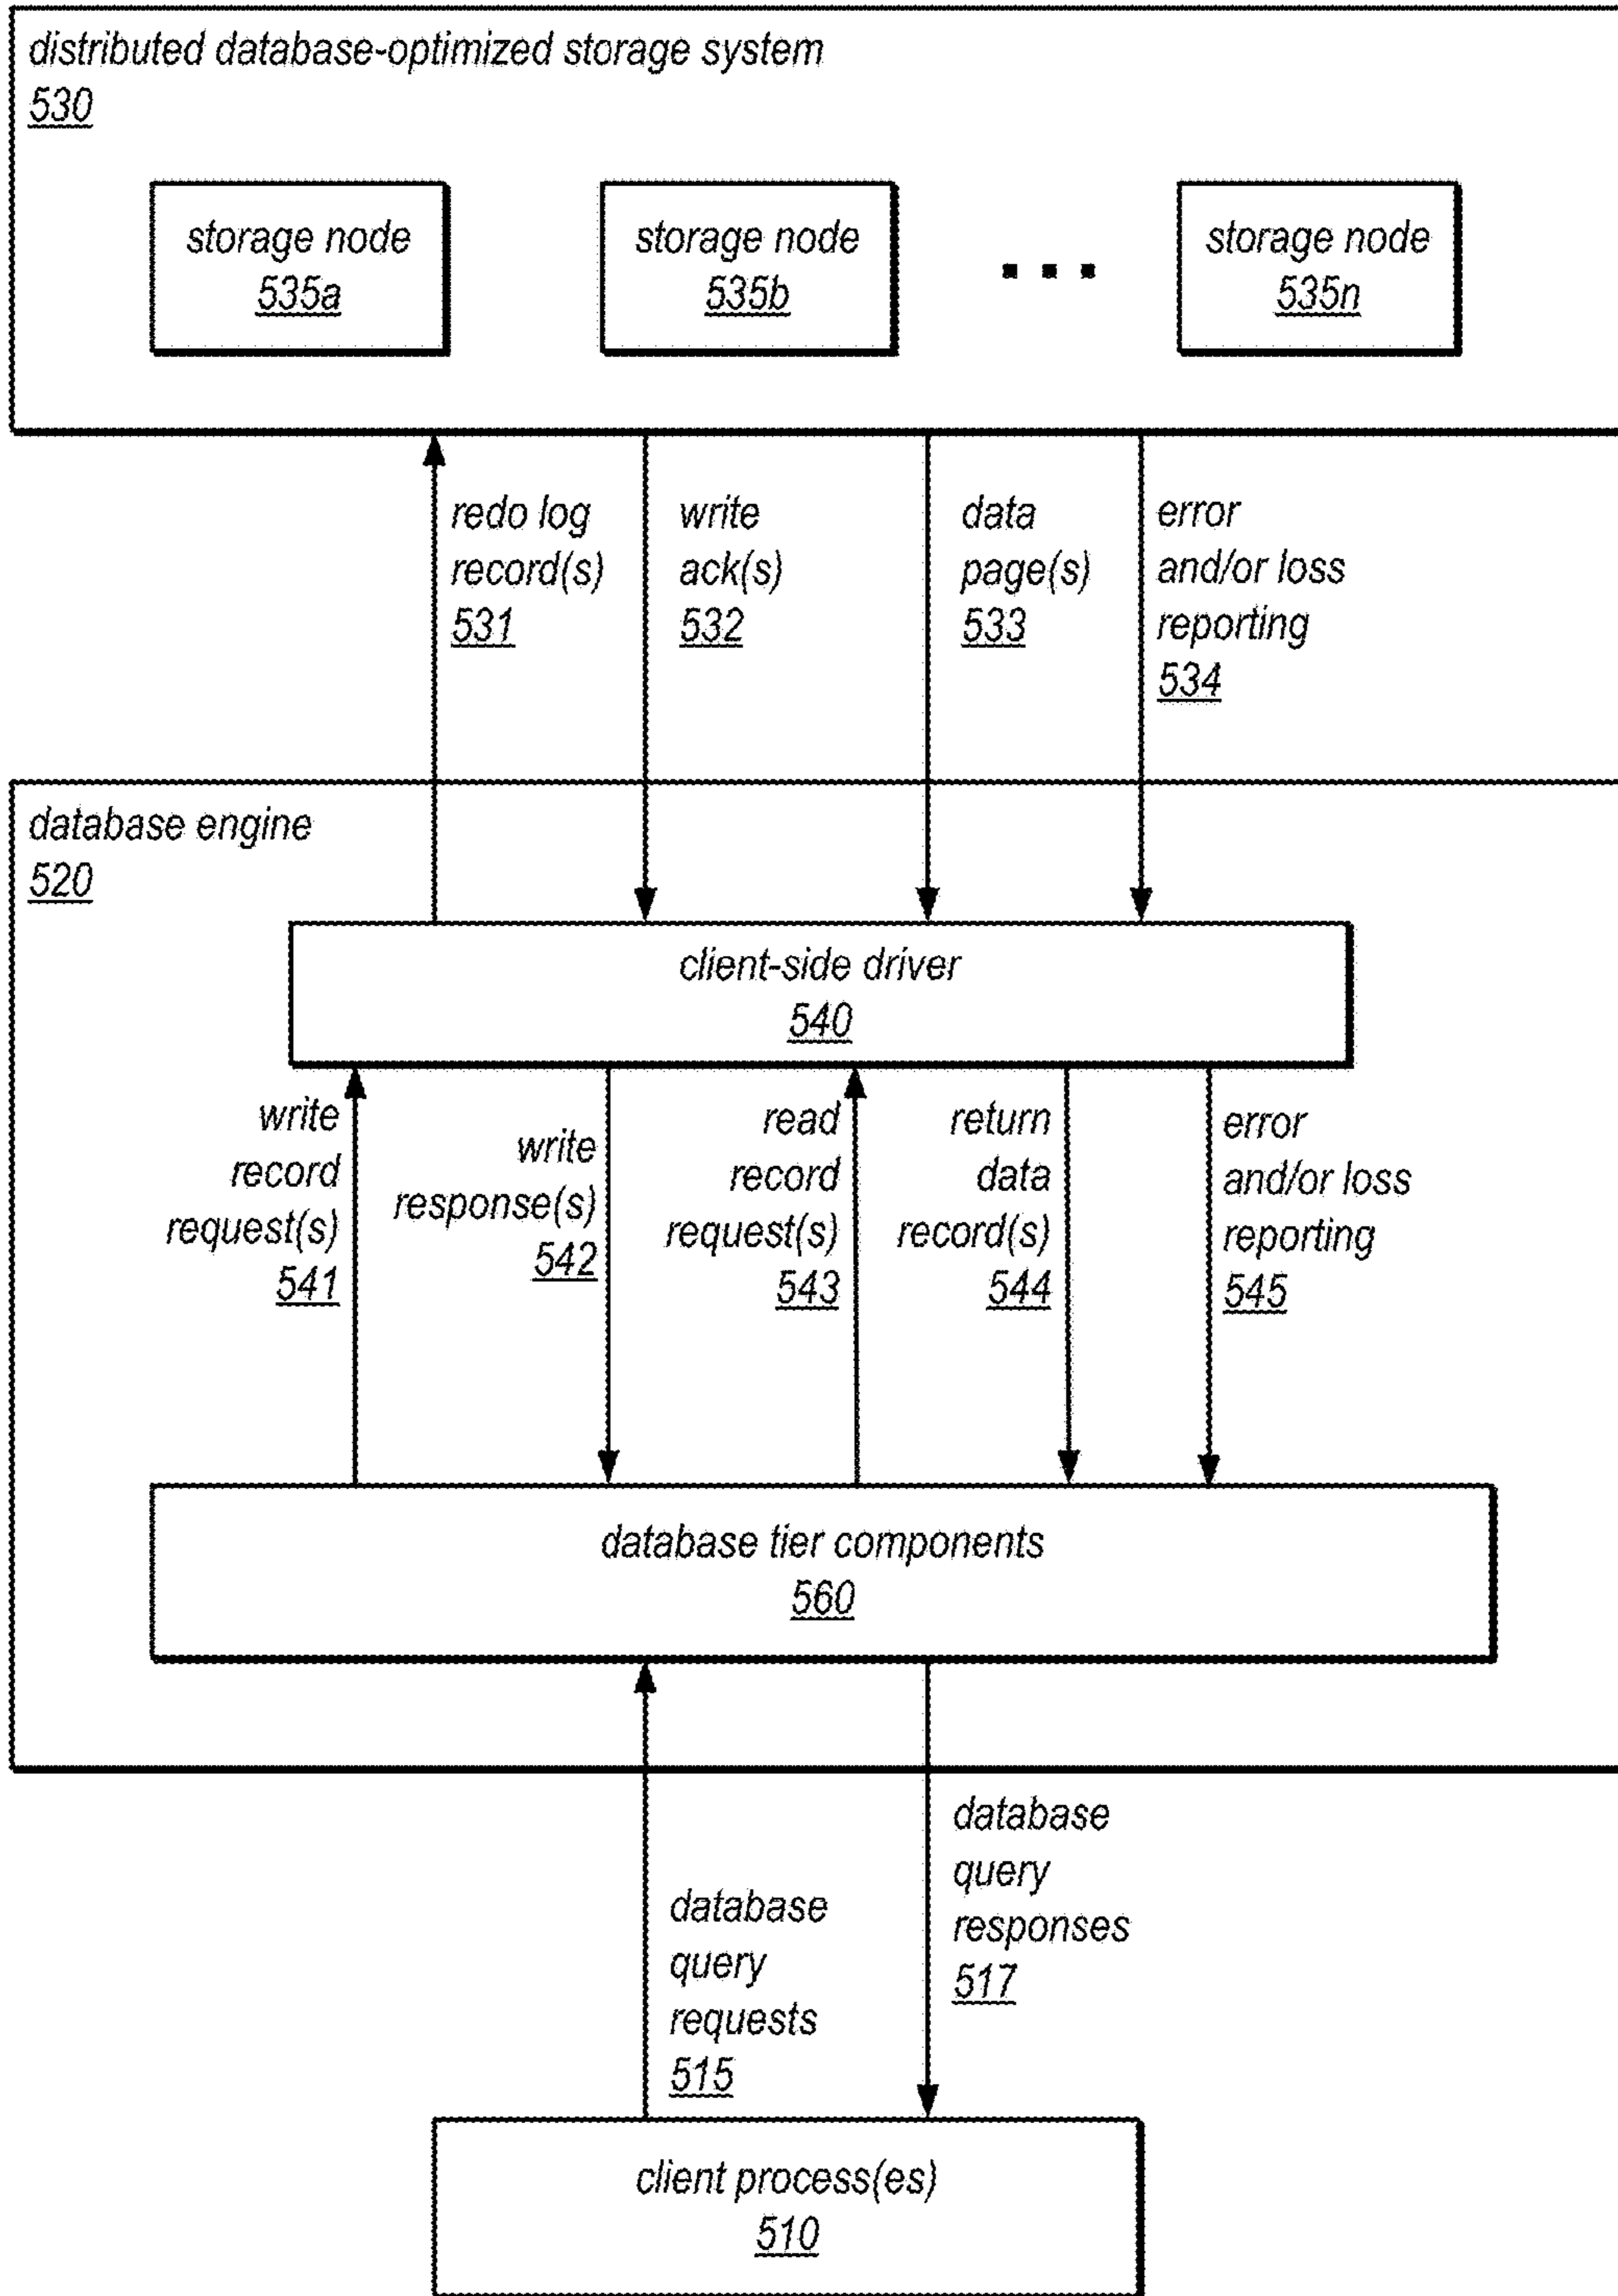 distributed database-optimized storage system
530
storage node
535a
storage node
535b
storage node
535n
redo log
record(s)
531
write
ack(s)
532
data
page(s)
533
error
and/or loss
reporting
534
database engine
520
client-side driver
540
write
record
request(s)
541
write
response(s)
542
read
record
request(s)
543
return
data
record(s)
544
error
and/or loss
reporting
545
database tier components
560
database
query
requests
515
database
query
responses
517
client process(es)
510